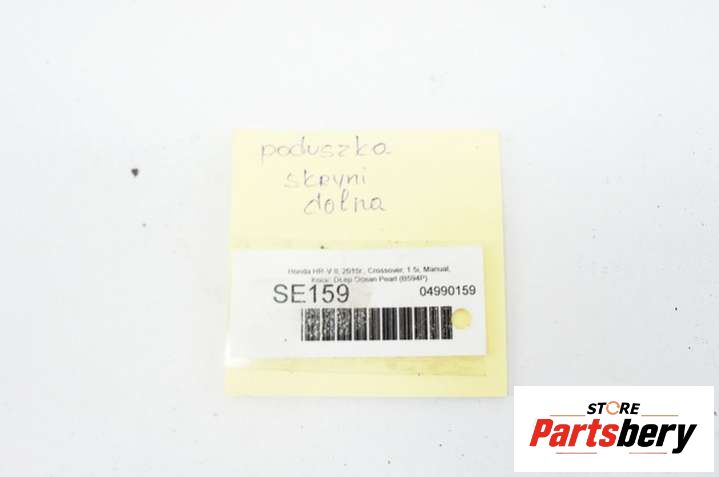 poduszka
skzyni
dolna
Honda HR-V II, 2015r., Crossover, 1.5i, Manual,
Kolor: Deep Ocean Pearl (B594P)
SE159 04990159
STORE
Partsbery